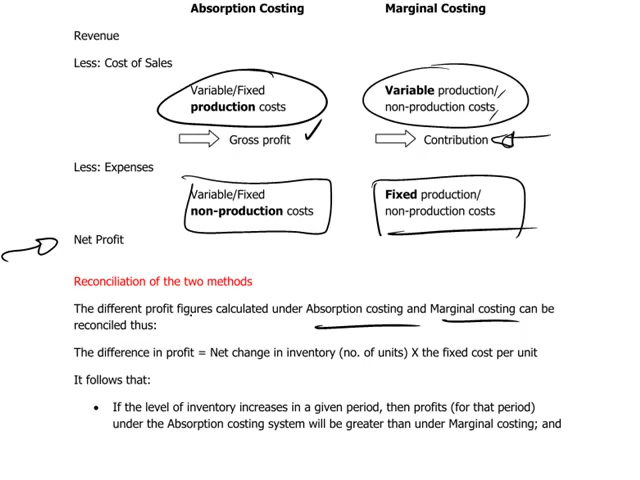 Absorption Costing Marginal Costing
Revenue
Less: Cost of Sales
Variable/Fixed Variable production/
production costs non-production costs
Gross profit Contribution
Less: Expenses
Variable/Fixed Fixed production/
non-production costs non-production costs
Net Profit
Reconciliation of the two methods
The different profit figures calculated under Absorption costing and Marginal costing can be
reconciled thus:
The difference in profit = Net change in inventory (no. of units) X the fixed cost per unit
It follows that:
• If the level of inventory increases in a given period, then profits (for that period)
under the Absorption costing system will be greater than under Marginal costing; and